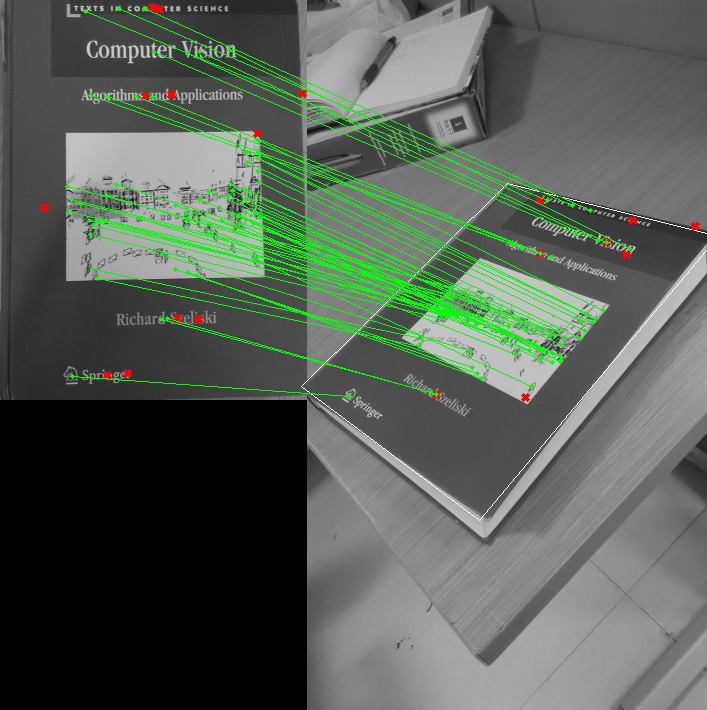 TEXTS IN COMPUTER SCIENCE
Computer Vision
Algorithms and Applications
Richard Szeliski
Springer
TEXTS IN COMPUTER SCIENCE
Computer Vision
Algorithms and Applications
Richard Szeliski
Springer